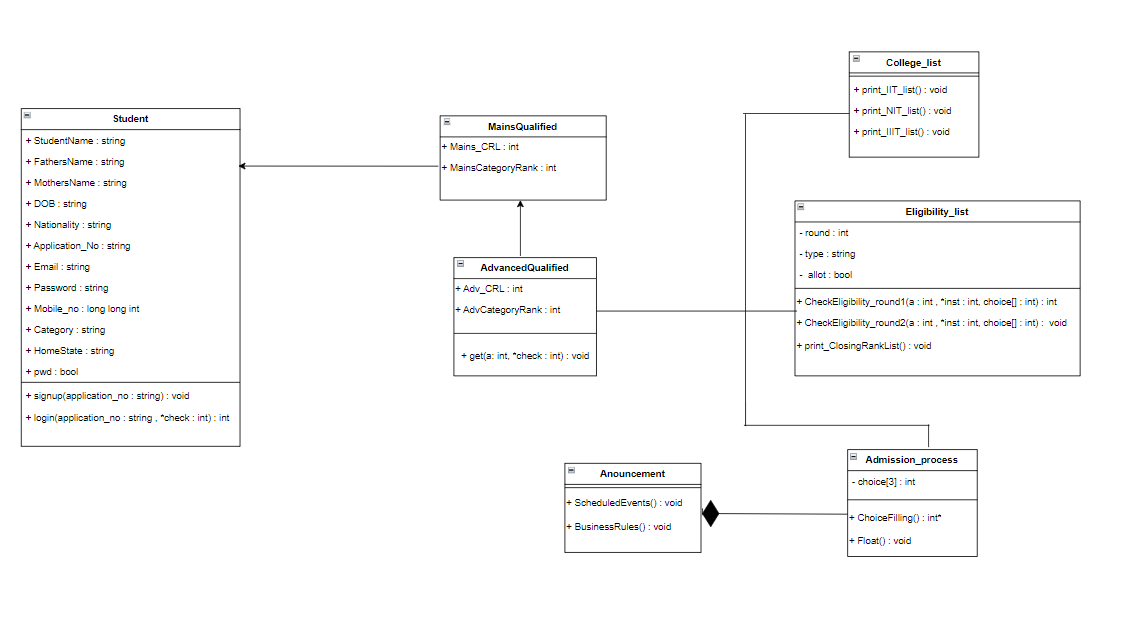 Student
+ StudentName : string
+ FathersName : string
+ MothersName : string
+ DOB : string
+ Nationality : string
+ Application_No : string
+ Email : string
+ Password : string
+ Mobile_no : long long int
+ Category : string
+ HomeState : string
+ pwd : bool
+ signup(application_no : string) : void
+ login(application_no : string , *check : int) : int
MainsQualified
+ Mains_CRL : int
+ MainsCategoryRank : int
AdvancedQualified
+ Adv_CRL : int
+ AdvCategoryRank : int
+ get(a: int, *check : int) : void
College_list
+ print_IIT_list() : void
+ print_NIT_list() : void
+ print_IIIT_list() : void
Eligibility_list
- round : int
- type : string
- allot : bool
+ CheckEligibility_round1(a : int , *inst : int, choice[] : int) : int
+ CheckEligibility_round2(a : int , *inst : int, choice[] : int) : void
+ print_ClosingRankList() : void
Anouncement
+ ScheduledEvents() : void
+ BusinessRules() : void
Admission_process
- choice[3] : int
+ ChoiceFilling() : int*
+ Float() : void